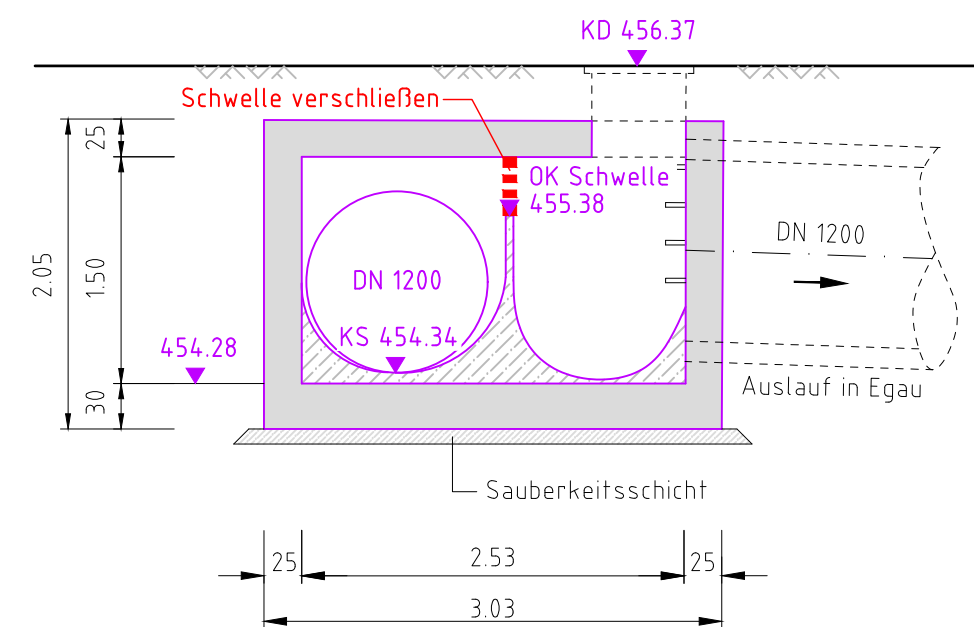 KD 456.37
Schwelle verschließen
25
OK Schwelle
455.38
DN 1200
2.05
1.50
DN 1200
KS 454.34
454.28
Auslauf in Egau
30
Sauberkeitsschicht
25
2.53
25
3.03